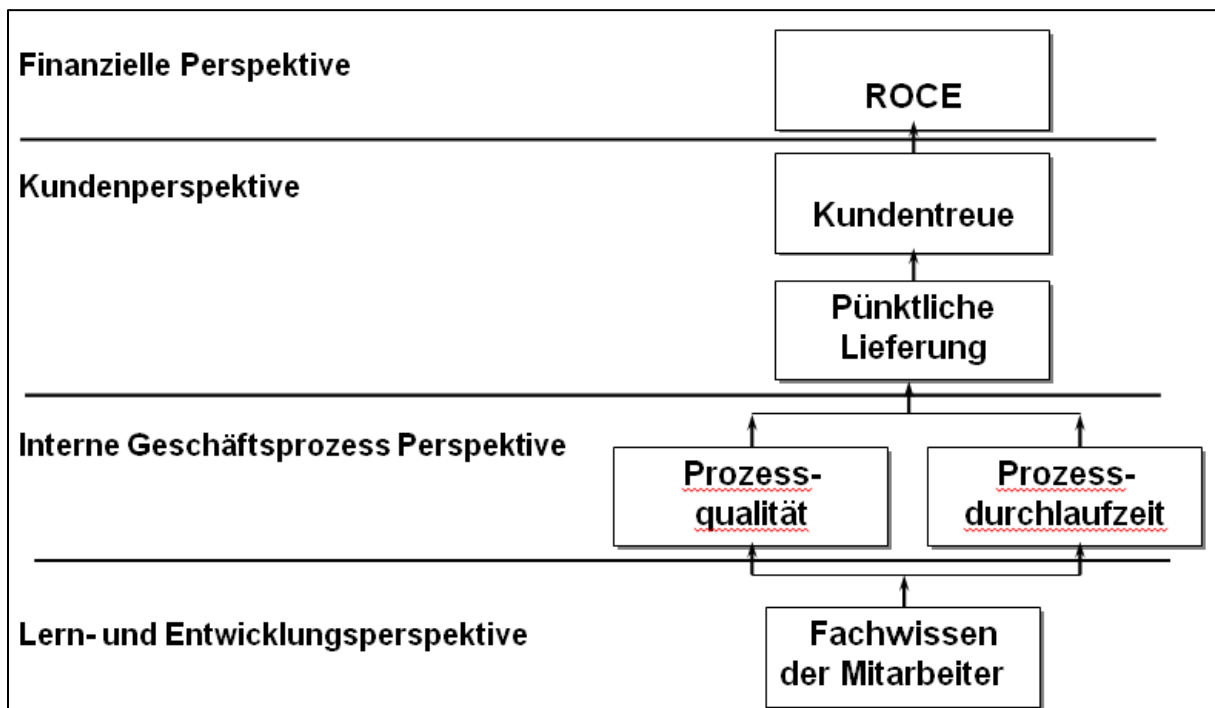 Finanzielle Perspektive
ROCE
Kundenperspektive
Kundentreue
Pünktliche
Lieferung
Interne Geschäftsprozess Perspektive
Prozess-
qualität
Prozess-
durchlaufzeit
Lern- und Entwicklungsperspektive
Fachwissen
der Mitarbeiter